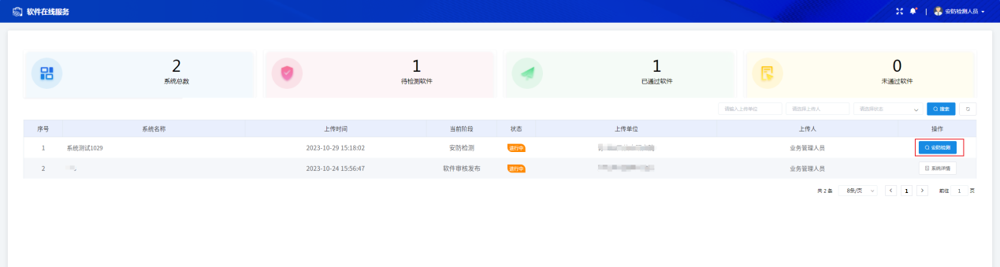 软件在线服务
安防检测人员
2
系统总数
1
待检测软件
1
已通过软件
0
未通过软件
请输入上传单位 请选择上传人 请选择状态 搜索
序号 系统名称 上传时间 当前阶段 状态 上传单位 上传人 操作
1 系统测试1029 2023-10-29 15:18:02 安防检测 进行中 业务管理人员 安防检测
2 2023-10-24 15:56:47 软件审核发布 进行中 业务管理人员 系统详情
共 2 条 8条/页 1 前往 1 页